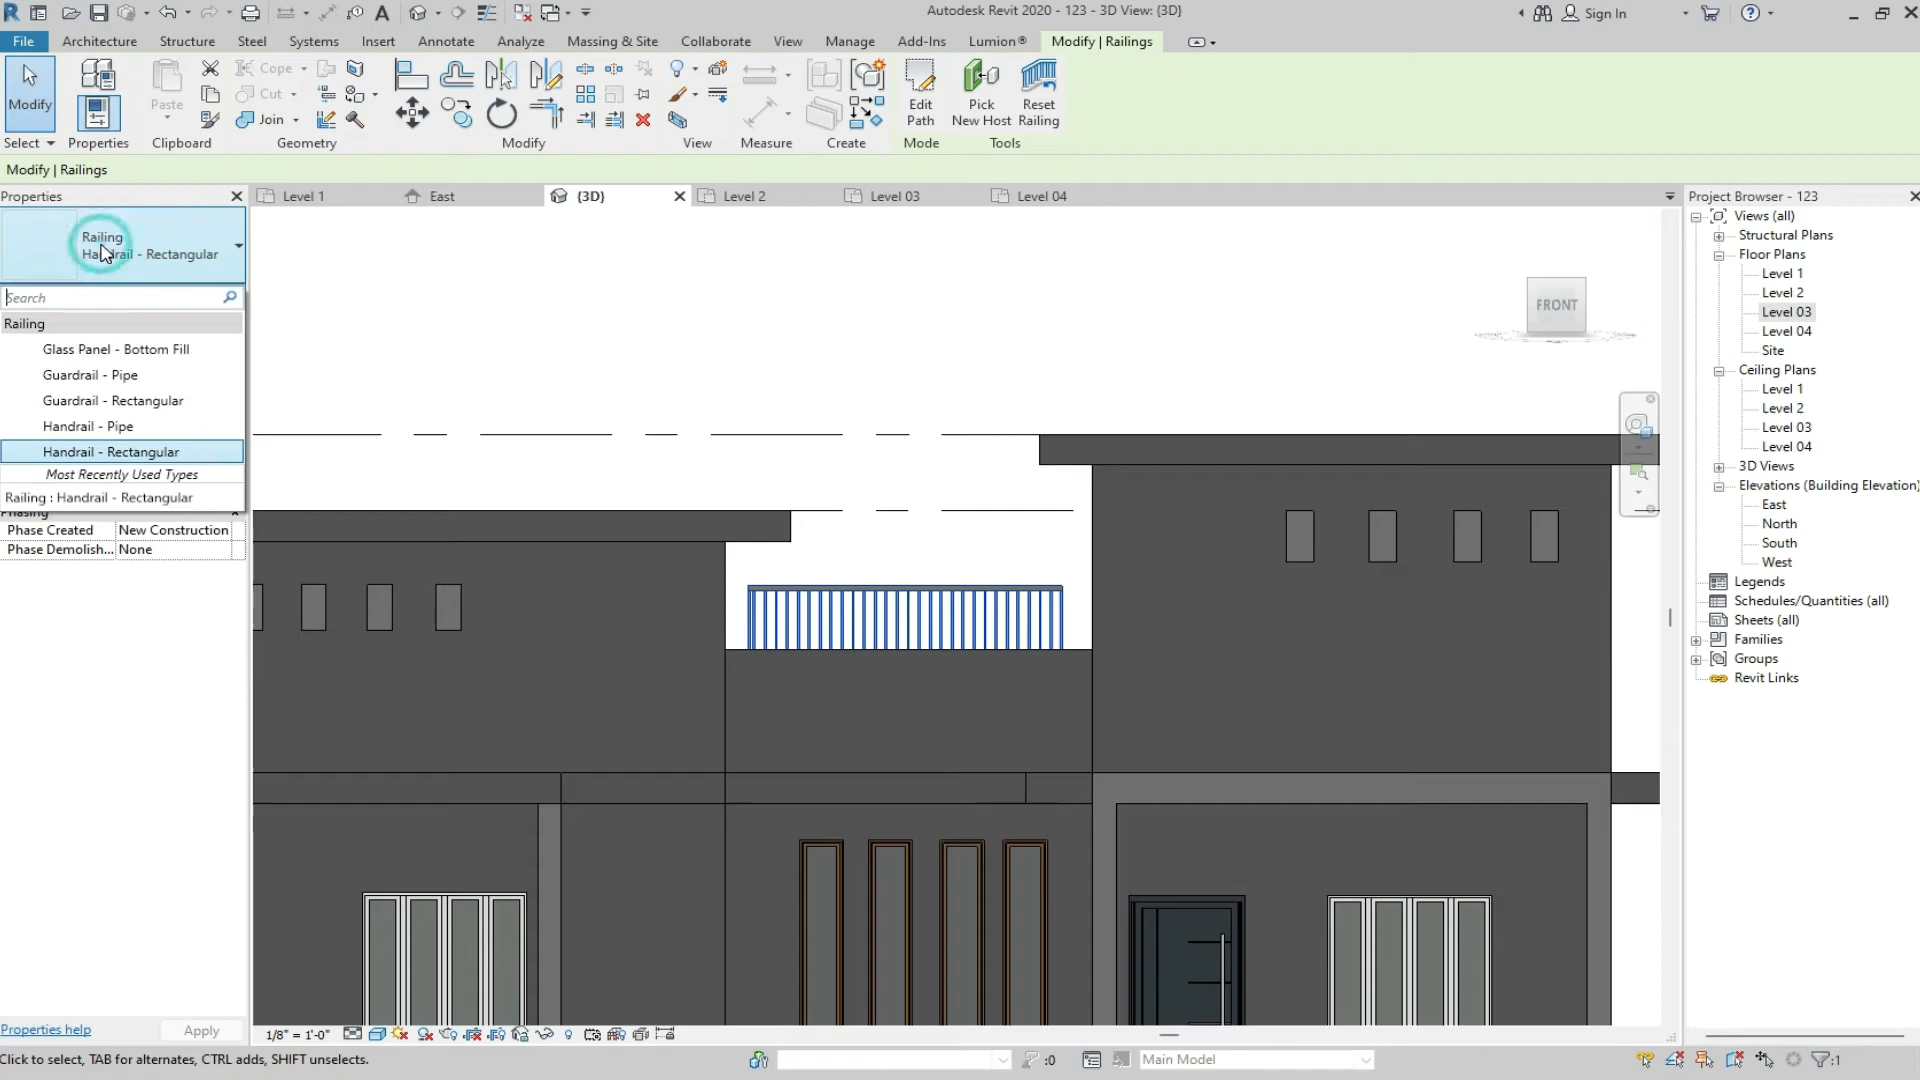 Autodesk Revit 2020 - 123 - 3D View: {3D}
Sign In
File
Architecture
Structure
Steel
Systems
Insert
Annotate
Analyze
Massing & Site
Collaborate
View
Manage
Add-Ins
Lumion®
Modify | Railings
Modify
Paste
Cope
Cut
Join
Edit
Path
Pick
New Host
Reset
Railing
Select
Properties
Clipboard
Geometry
Modify
View
Measure
Create
Mode
Tools
Modify | Railings
Properties
Level 1
East
{3D}
Level 2
Level 03
Level 04
Project Browser - 123
Railing
Handrail - Rectangular
Search
Railing
Glass Panel - Bottom Fill
Guardrail - Pipe
Guardrail - Rectangular
Handrail - Pipe
Handrail - Rectangular
Most Recently Used Types
Railing : Handrail - Rectangular
Phasing
Phase Created New Construction
Phase Demolish... None
FRONT
Views (all)
Structural Plans
Floor Plans
Level 1
Level 2
Level 03
Level 04
Site
Ceiling Plans
Level 1
Level 2
Level 03
Level 04
3D Views
Elevations (Building Elevation)
East
North
South
West
Legends
Schedules/Quantities (all)
Sheets (all)
Families
Groups
Revit Links
Properties help
Apply
1/8" = 1'-0"
Click to select, TAB for alternates, CTRL adds, SHIFT unselects.
:0
Main Model
:1